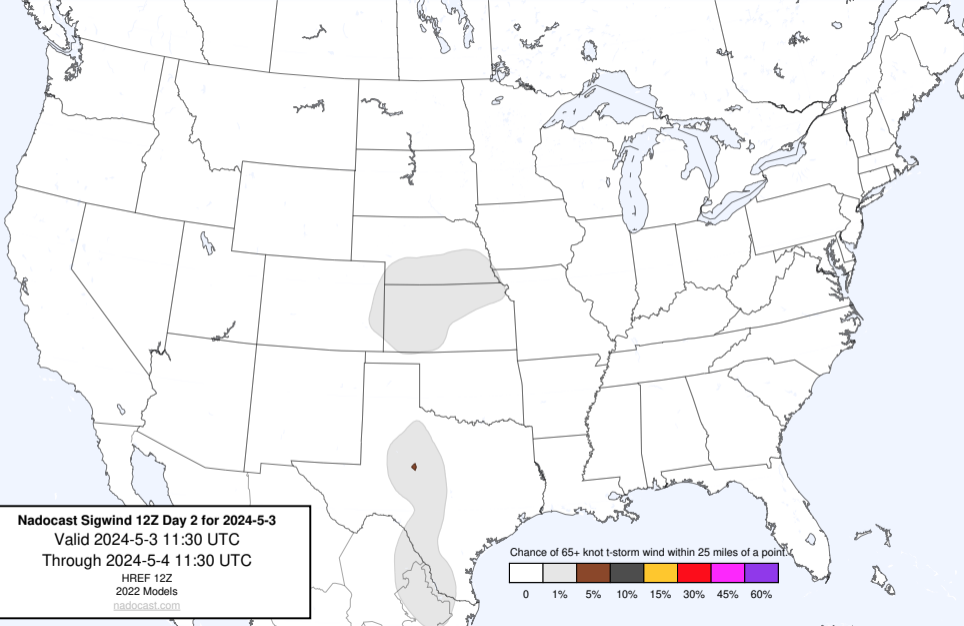 Nadocast Sigwind 12Z Day 2 for 2024-5-3
Valid 2024-5-3 11:30 UTC
Through 2024-5-4 11:30 UTC
HREF 12Z
2022 Models
nadocast.com
Chance of 65+ knot t-storm wind within 25 miles of a point.
0 1% 5% 10% 15% 30% 45% 60%